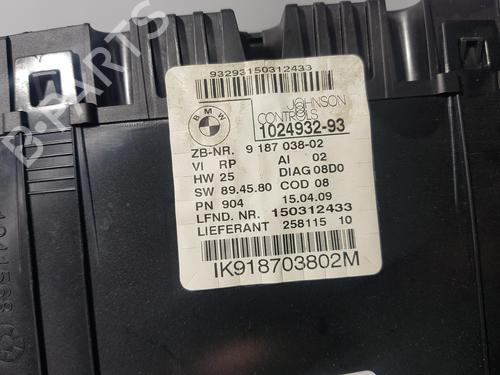 93293150312433
BMW
JOHNSON
CONTROLS
1024932-93
ZB-NR. 9 187 038-02
VI RP AI 02
HW 25 DIAG 08D0
SW 89.45.80 COD 08
PN 904 15.04.09
LFND. NR. 150312433
LIEFERANT 258115 10
IK918703802M
B-PARTS